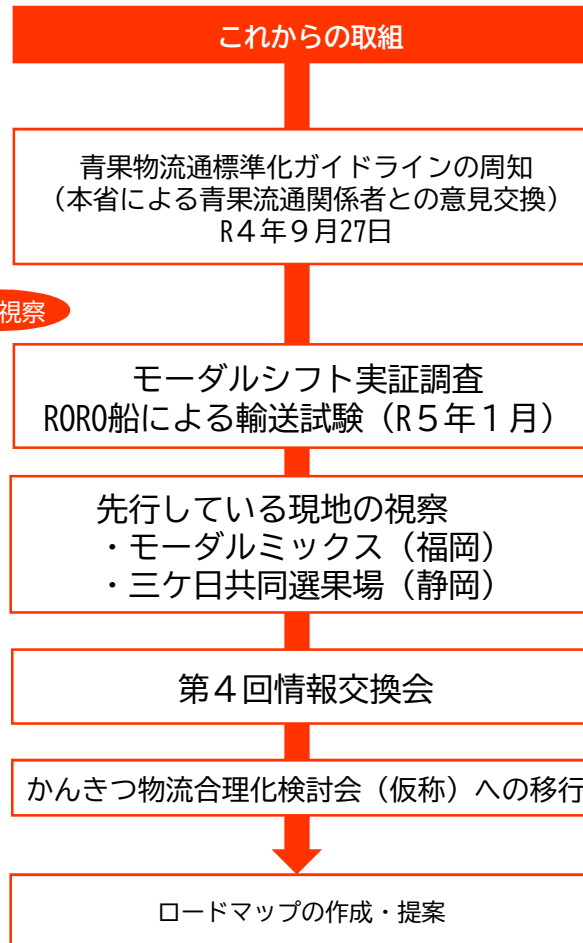 これからの取組
青果物流通標準化ガイドラインの周知
（本省による青果流通関係者との意見交換）
R４年９月27日
視察
モーダルシフト実証調査
RORO船による輸送試験（R５年１月）
先行している現地の視察
・モーダルミックス（福岡）
・三ケ日共同選果場（静岡）
第４回情報交換会
かんきつ物流合理化検討会（仮称）への移行
ロードマップの作成・提案